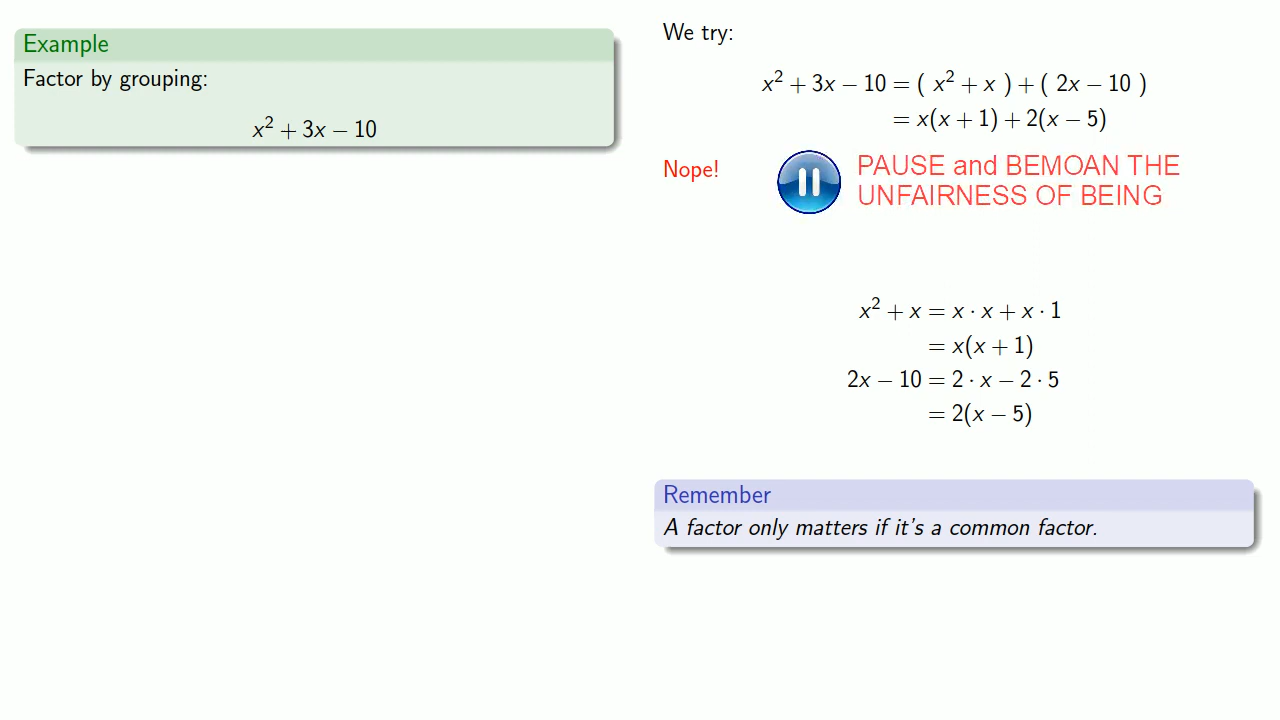 Example
Factor by grouping:
x² + 3x − 10
We try:
x² + 3x − 10 = ( x² + x ) + ( 2x − 10 )
= x(x + 1) + 2(x − 5)
Nope!
PAUSE and BEMOAN THE
UNFAIRNESS OF BEING
x² + x = x · x + x · 1
= x(x + 1)
2x − 10 = 2 · x − 2 · 5
= 2(x − 5)
Remember
A factor only matters if it's a common factor.